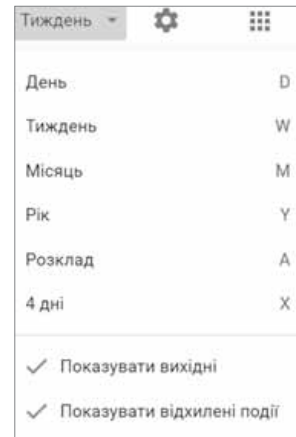 Тиждень
День D
Тиждень W
Місяць M
Рік Y
Розклад A
4 дні X
Показувати вихідні
Показувати відхилені події